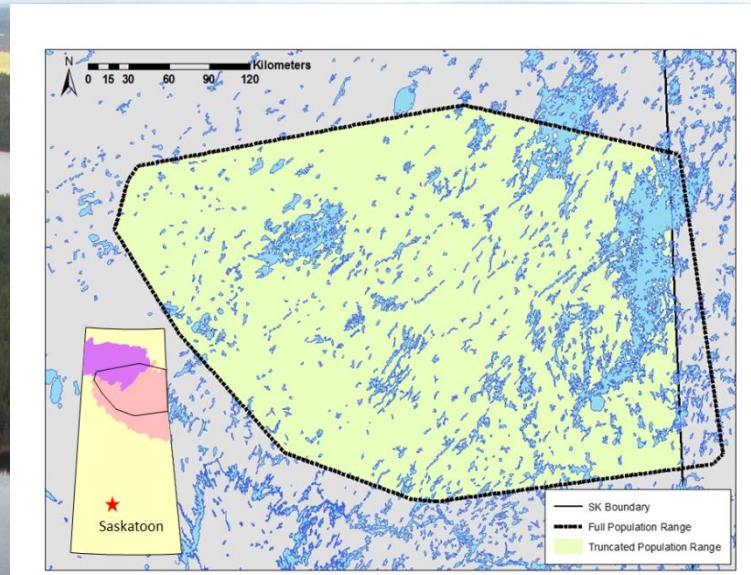 N
Kilometers
0 15 30 60 90 120
Saskatoon
SK Boundary
Full Population Range
Truncated Population Range